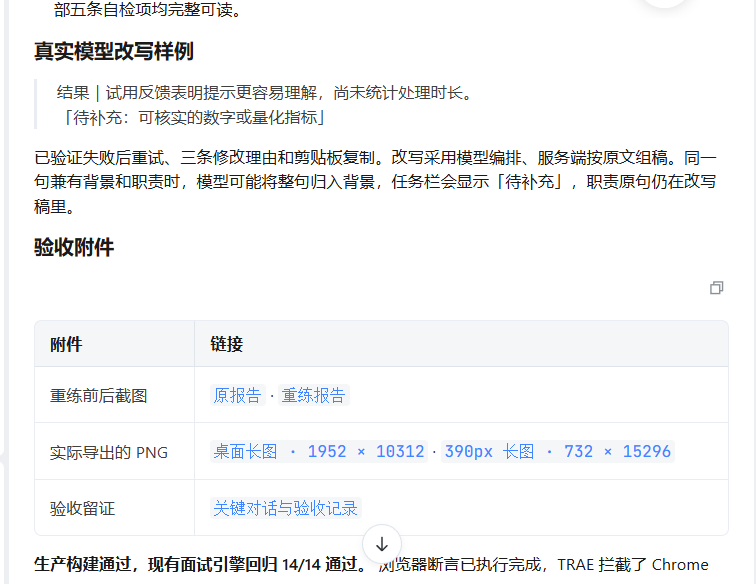 部五条自检项均完整可读。
真实模型改写样例
结果 | 试用反馈表明提示更容易理解，尚未统计处理时长。
「待补充：可核实的数字或量化指标」
已验证失败后重试、三条修改理由和剪贴板复制。改写采用模型编排、服务端按原文组稿。同一
句兼有背景和职责时，模型可能将整句归入背景，任务栏会显示「待补充」，职责原句仍在改写
稿里。
验收附件
附件 链接
重练前后截图 原报告 · 重练报告
实际导出的 PNG 桌面长图 · 1952 × 10312 · 390px 长图 · 732 × 15296
验收留证 关键对话与验收记录
生产构建通过，现有面试引擎回归 14/14 通过。 浏览器断言已执行完成，TRAE 拦截了 Chrome